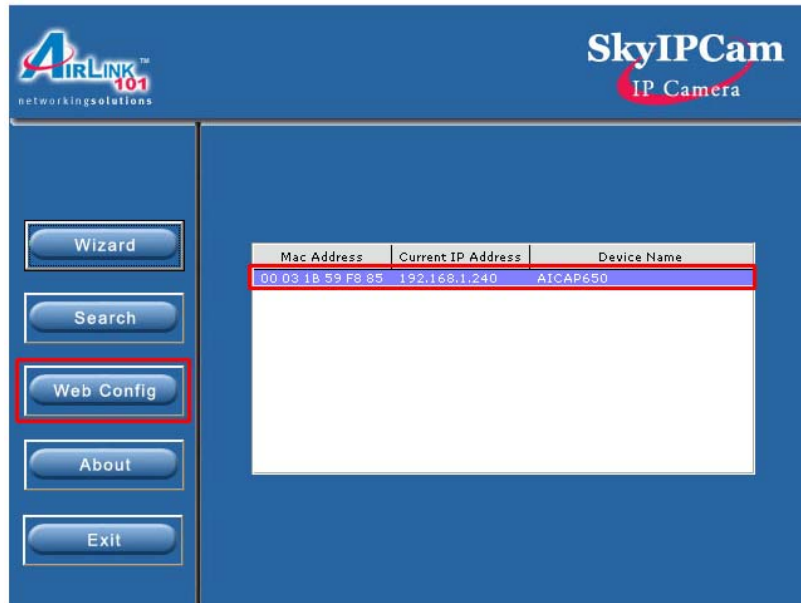 AIRLINK™
101
networkingsolutions
SkyIPCam
IP Camera
Wizard
Search
Web Config
About
Exit
Mac Address Current IP Address Device Name
00 03 1B 59 F8 85 192.168.1.240 AICAP650